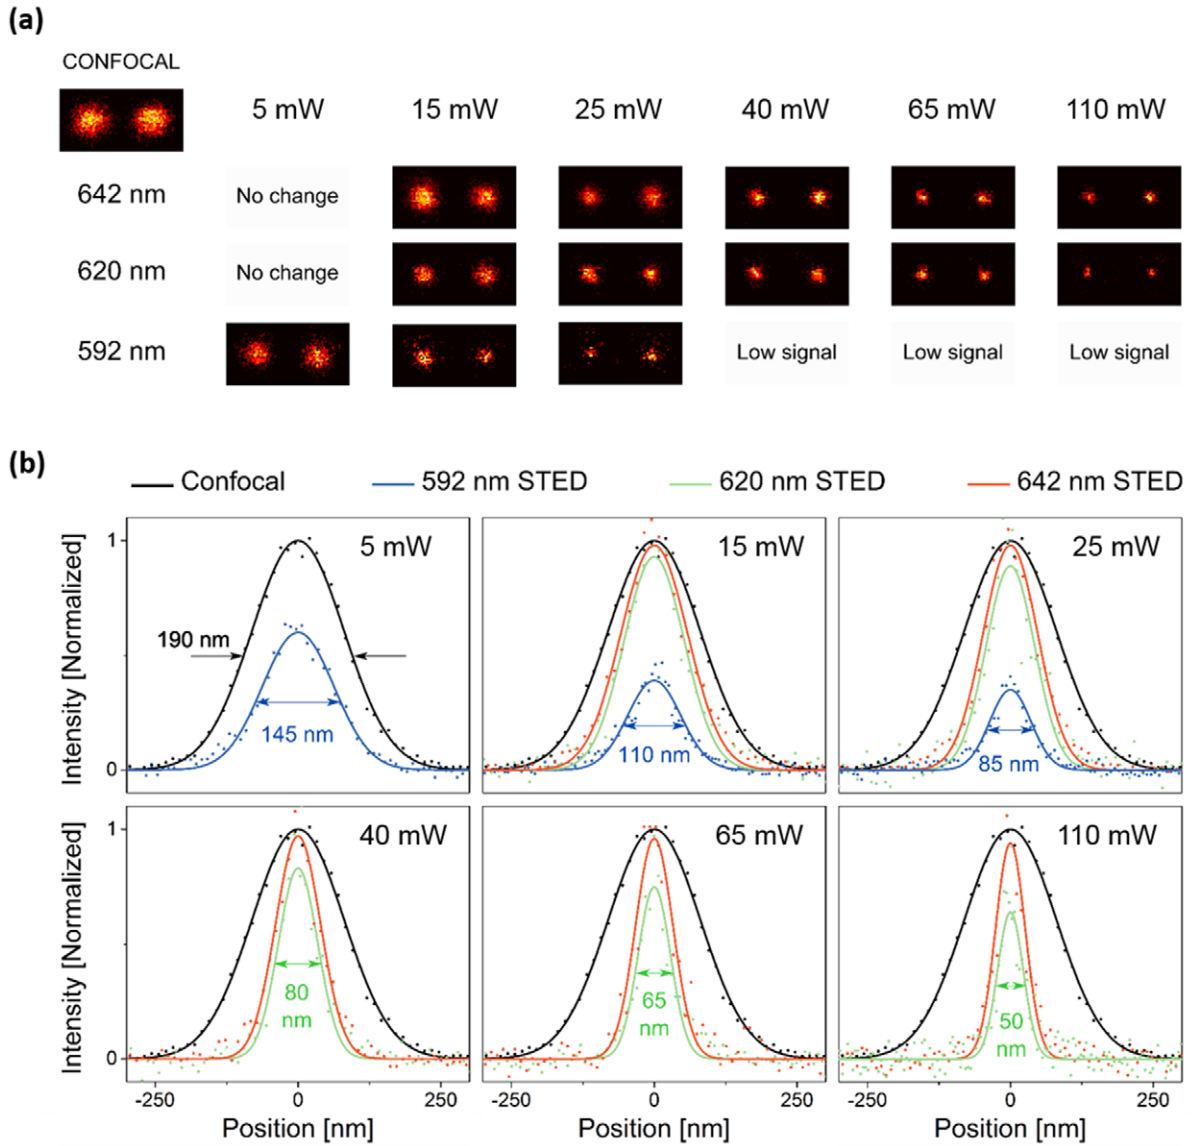 (a)
CONFOCAL
5 mW 15 mW 25 mW 40 mW 65 mW 110 mW
642 nm No change
620 nm No change
592 nm Low signal Low signal Low signal
(b)
Confocal 592 nm STED 620 nm STED 642 nm STED
Intensity [Normalized]
1
0
5 mW
190 nm
145 nm
15 mW
110 nm
25 mW
85 nm
Intensity [Normalized]
1
0
40 mW
80
nm
65 mW
65
nm
110 mW
50
nm
-250 0 250 -250 0 250 -250 0 250
Position [nm] Position [nm] Position [nm]